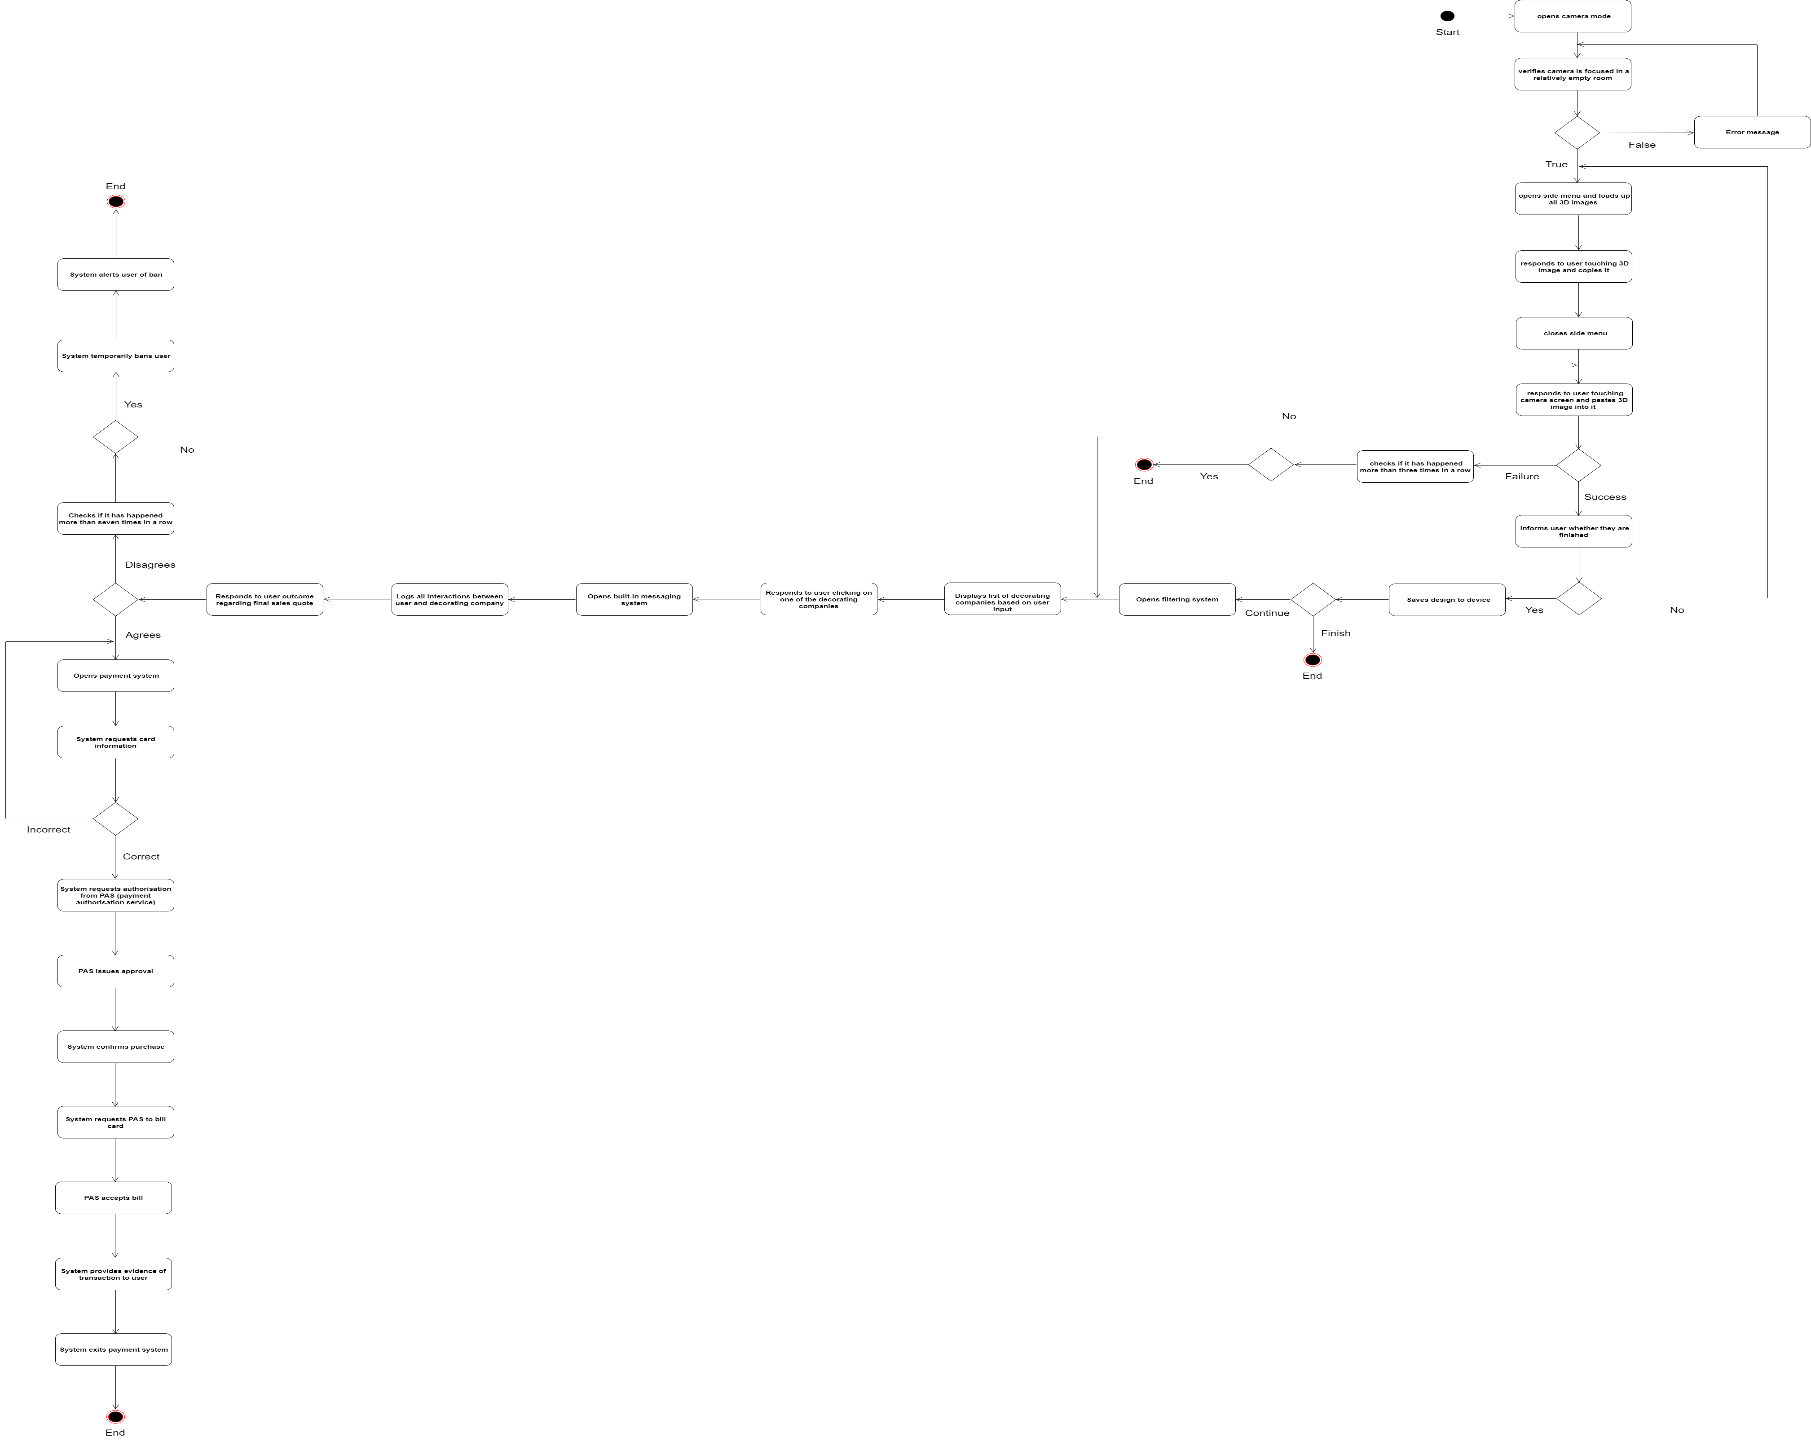 opens camera mode
Start
verifies camera is focused in a
relatively empty room
Error message
False
True
opens side menu and loads up
all 3D images
responds to user touching 3D
image and copies it
closes side menu
responds to user touching
camera screen and pastes 3D
image into it
No
checks if it has happened
more than three times in a row
Failure
Yes
End
Success
informs user whether they are
finished
No
Yes
Saves design to device
Continue
Finish
End
Opens filtering system
Displays list of decorating
companies based on user
input
Responds to user clicking on
one of the decorating
companies
Opens built-in messaging
system
Logs all interactions between
user and decorating company
Responds to user outcome
regarding final sales quote
Disagrees
Checks if it has happened
more than seven times in a row
No
Yes
System temporarily bans user
System alerts user of ban
End
Agrees
Opens payment system
System requests card
information
Incorrect
Correct
System requests authorisation
from PAS (payment
authorisation service)
PAS issues approval
System confirms purchase
System requests PAS to bill
card
PAS accepts bill
System provides evidence of
transaction to user
System exits payment system
End